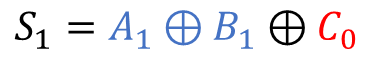 S₁ = A₁ ⊕ B₁ ⊕ C₀